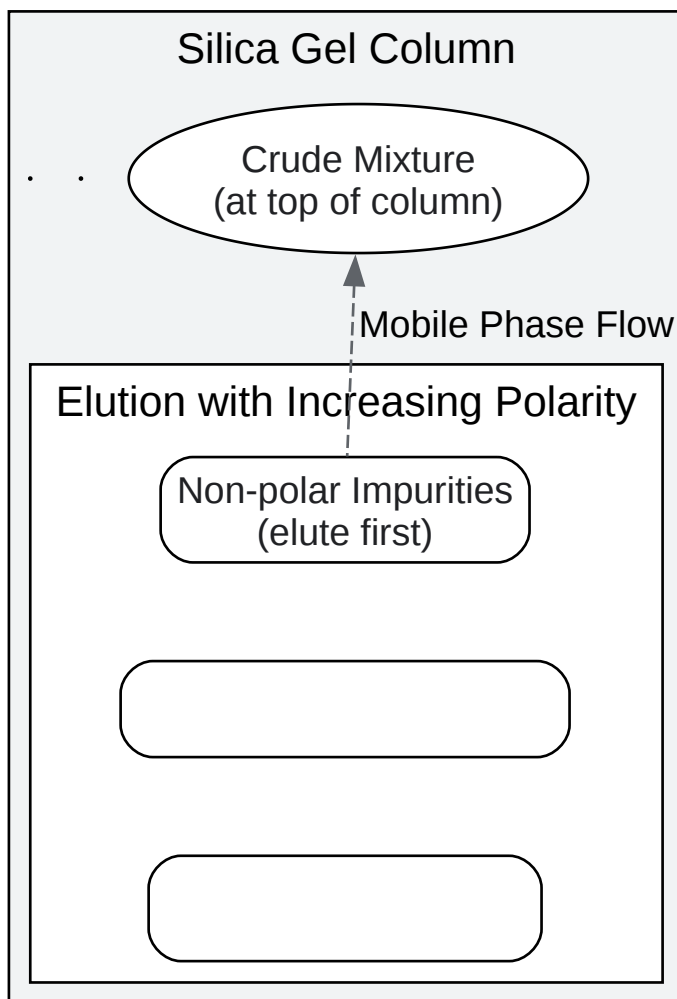 Silica Gel Column
Crude Mixture
(at top of column)
Mobile Phase Flow
Elution with Increasing Polarity
Non-polar Impurities
(elute first)